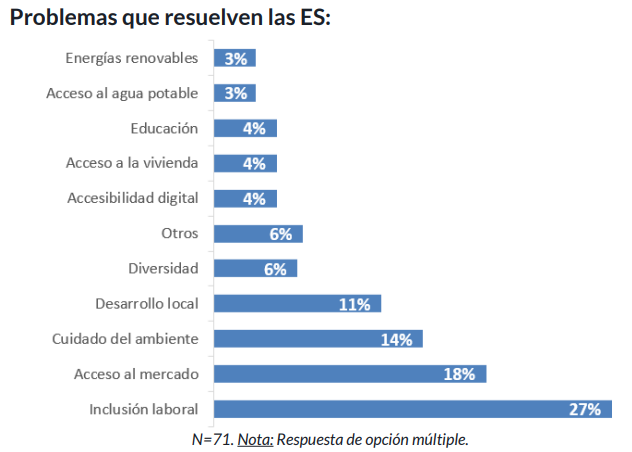 Problemas que resuelven las ES:
Energías renovables 3%
Acceso al agua potable 3%
Educación 4%
Acceso a la vivienda 4%
Accesibilidad digital 4%
Otros 6%
Diversidad 6%
Desarrollo local 11%
Cuidado del ambiente 14%
Acceso al mercado 18%
Inclusión laboral 27%
N=71. Nota: Respuesta de opción múltiple.